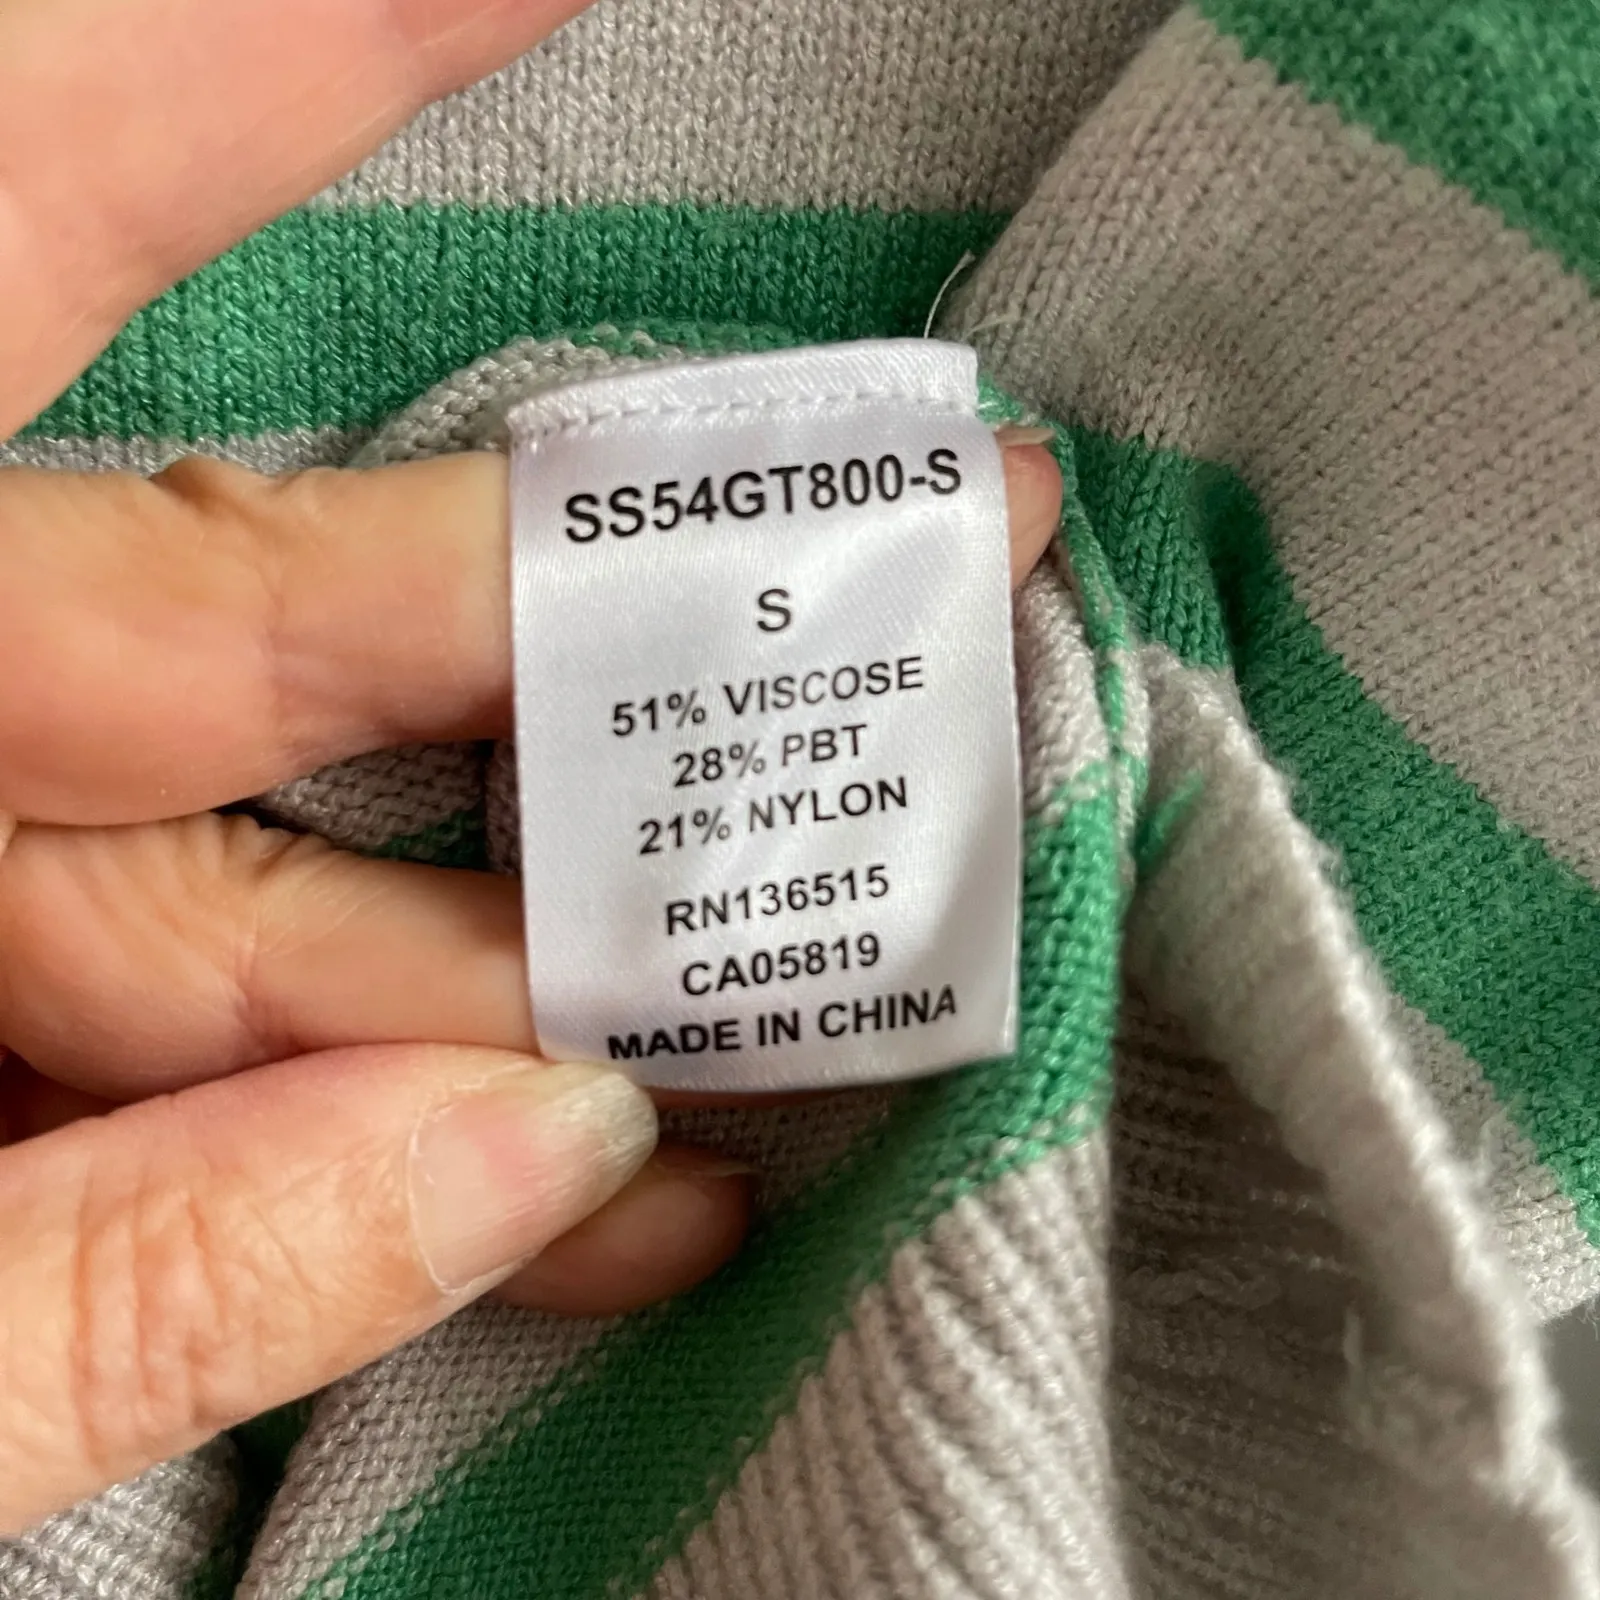 SS54GT800-S
S
51% VISCOSE
28% PBT
21% NYLON
RN136515
CA05819
MADE IN CHINA